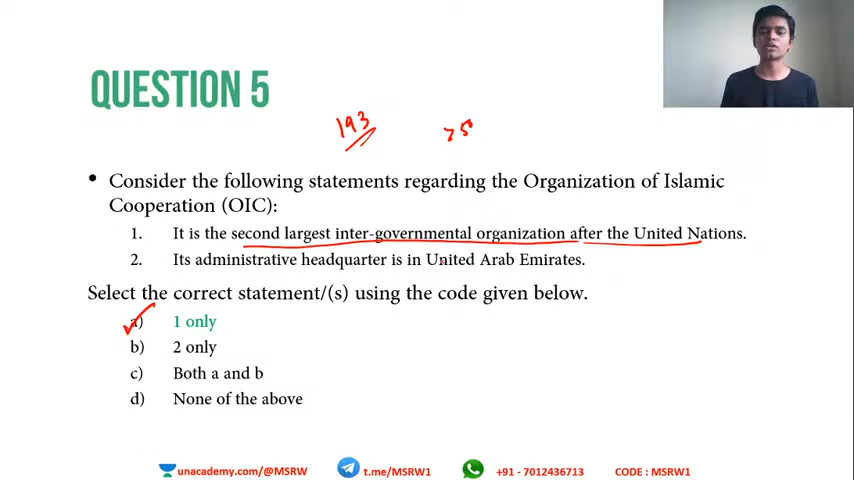 QUESTION 5
193 >50
• Consider the following statements regarding the Organization of Islamic
Cooperation (OIC):
1. It is the second largest inter-governmental organization after the United Nations.
2. Its administrative headquarter is in United Arab Emirates.
Select the correct statement/(s) using the code given below.
a) 1 only
b) 2 only
c) Both a and b
d) None of the above
unacademy.com/@MSRW t.me/MSRW1 +91 - 7012436713 CODE : MSRW1